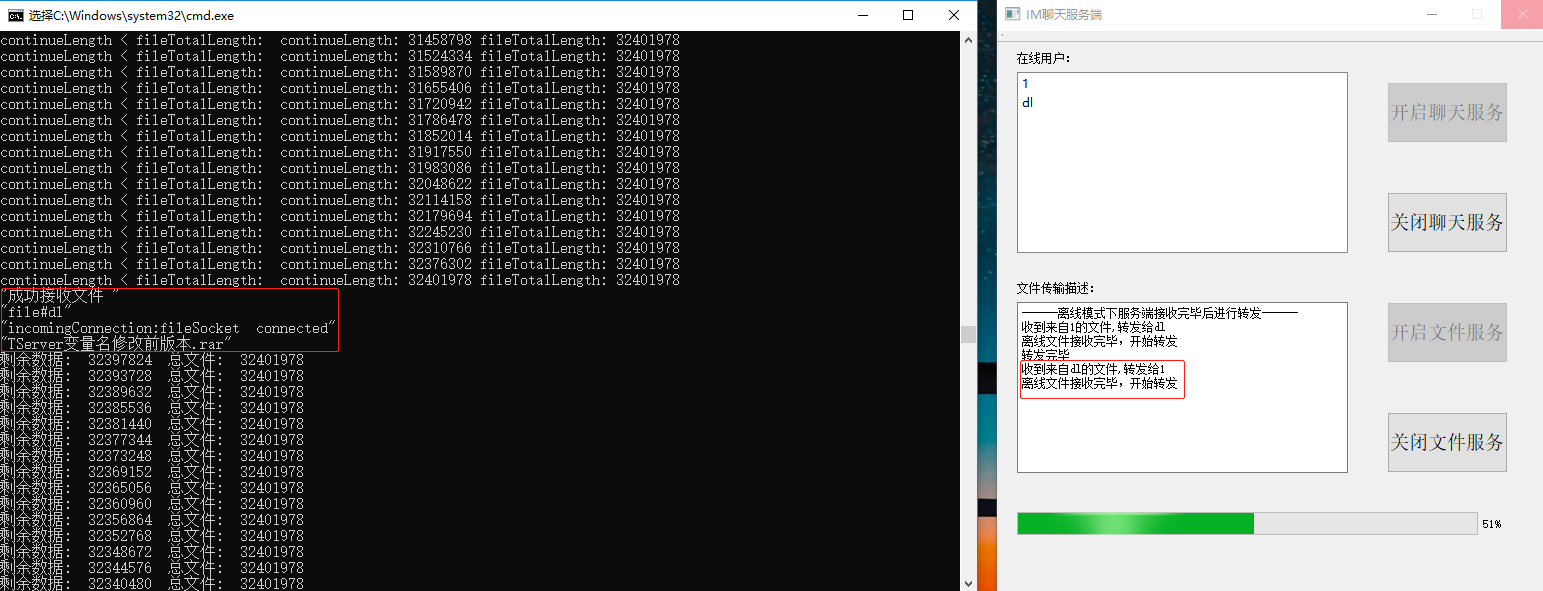 选择C:\Windows\system32\cmd.exe
continueLength < fileTotalLength:  continueLength: 31458798 fileTotalLength: 32401978
continueLength < fileTotalLength:  continueLength: 31524334 fileTotalLength: 32401978
continueLength < fileTotalLength:  continueLength: 31589870 fileTotalLength: 32401978
continueLength < fileTotalLength:  continueLength: 31655406 fileTotalLength: 32401978
continueLength < fileTotalLength:  continueLength: 31720942 fileTotalLength: 32401978
continueLength < fileTotalLength:  continueLength: 31786478 fileTotalLength: 32401978
continueLength < fileTotalLength:  continueLength: 31852014 fileTotalLength: 32401978
continueLength < fileTotalLength:  continueLength: 31917550 fileTotalLength: 32401978
continueLength < fileTotalLength:  continueLength: 31983086 fileTotalLength: 32401978
continueLength < fileTotalLength:  continueLength: 32048622 fileTotalLength: 32401978
continueLength < fileTotalLength:  continueLength: 32114158 fileTotalLength: 32401978
continueLength < fileTotalLength:  continueLength: 32179694 fileTotalLength: 32401978
continueLength < fileTotalLength:  continueLength: 32245230 fileTotalLength: 32401978
continueLength < fileTotalLength:  continueLength: 32310766 fileTotalLength: 32401978
continueLength < fileTotalLength:  continueLength: 32376302 fileTotalLength: 32401978
continueLength < fileTotalLength:  continueLength: 32401978 fileTotalLength: 32401978
"成功接收文件 "
"file#dl"
"incomingConnection:fileSocket  connected"
"TServer变量名修改前版本.rar"
剩余数据:  32397824  总文件:  32401978
剩余数据:  32393728  总文件:  32401978
剩余数据:  32389632  总文件:  32401978
剩余数据:  32385536  总文件:  32401978
剩余数据:  32381440  总文件:  32401978
剩余数据:  32377344  总文件:  32401978
剩余数据:  32373248  总文件:  32401978
剩余数据:  32369152  总文件:  32401978
剩余数据:  32365056  总文件:  32401978
剩余数据:  32360960  总文件:  32401978
剩余数据:  32356864  总文件:  32401978
剩余数据:  32352768  总文件:  32401978
剩余数据:  32348672  总文件:  32401978
剩余数据:  32344576  总文件:  32401978
剩余数据:  32340480  总文件:  32401978
IM聊天服务端
在线用户:
1
dl
开启聊天服务
关闭聊天服务
文件传输描述:
———离线模式下服务端接收完毕后进行转发———
收到来自1的文件,转发给dl
离线文件接收完毕，开始转发
转发完毕
收到来自dl的文件,转发给1
离线文件接收完毕，开始转发
开启文件服务
关闭文件服务
51%